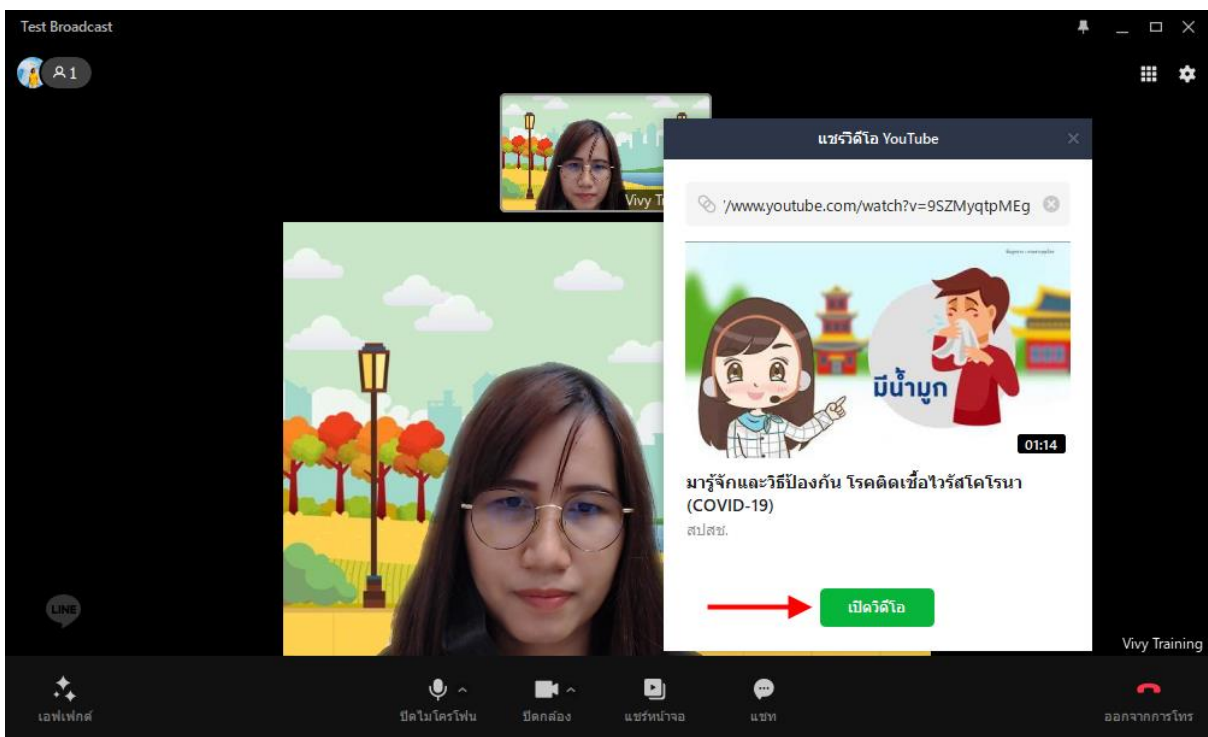 Test Broadcast
1
แชร์วิดีโอ YouTube
'/www.youtube.com/watch?v=9SZMyqtpMEg
Vivy
มีน้ำมูก
01:14
มารู้จักและวิธีป้องกัน โรคติดเชื้อไวรัสโคโรนา
(COVID-19)
สปสช.
เปิดวิดีโอ
LINE
Vivy Training
เอฟเฟกต์
ปิดไมโครโฟน
ปิดกล้อง
แชร์หน้าจอ
แชท
ออกจากการโทร